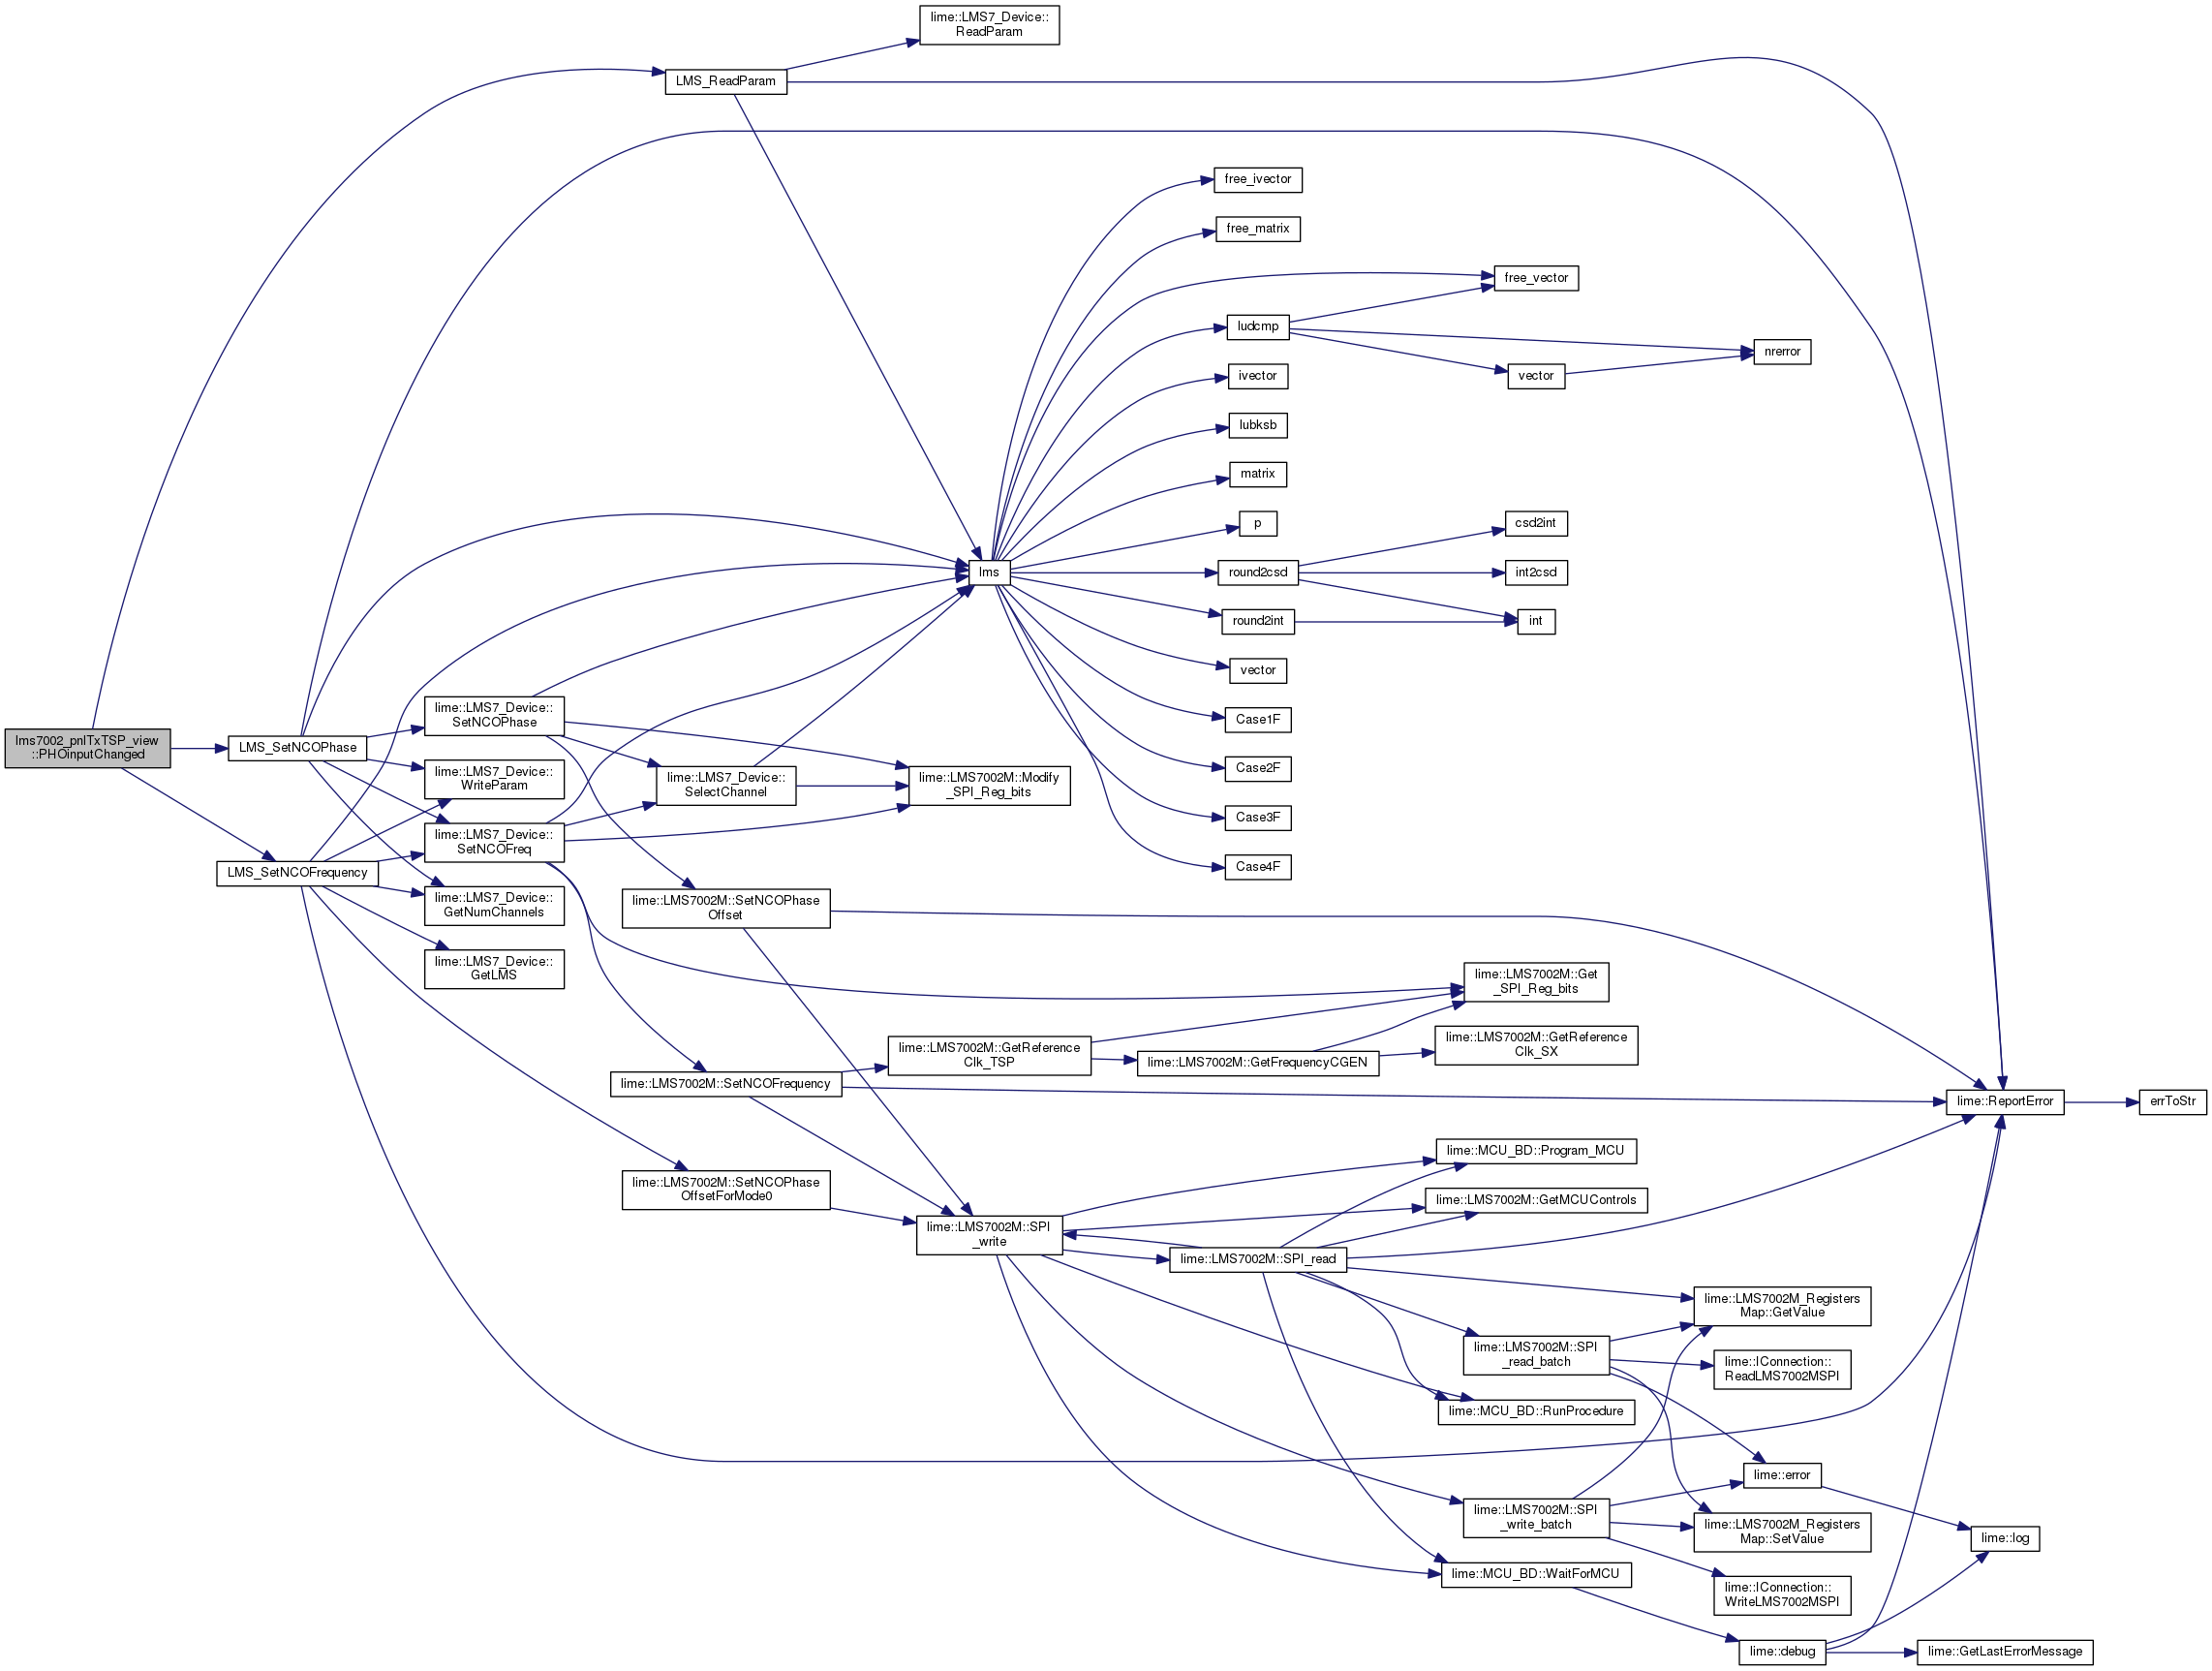 lime::LMS7_Device::
ReadParam
LMS_ReadParam
free_ivector
free_matrix
free_vector
ludcmp
nrerror
ivector
vector
lubksb
matrix
p
csd2int
lms
round2csd
int2csd
round2int
int
vector
lime::LMS7_Device::
SetNCOPhase
Case1F
lms7002_pnlTxTSP_view
::PHOinputChanged
LMS_SetNCOPhase
lime::LMS7_Device::
WriteParam
lime::LMS7_Device::
SelectChannel
lime::LMS7002M::Modify
_SPI_Reg_bits
Case2F
Case3F
lime::LMS7_Device::
SetNCOFreq
LMS_SetNCOFrequency
Case4F
lime::LMS7_Device::
GetNumChannels
lime::LMS7002M::SetNCOPhase
Offset
lime::LMS7_Device::
GetLMS
lime::LMS7002M::Get
_SPI_Reg_bits
lime::LMS7002M::GetReference
Clk_TSP
lime::LMS7002M::GetFrequencyCGEN
lime::LMS7002M::GetReference
Clk_SX
lime::LMS7002M::SetNCOFrequency
lime::ReportError
errToStr
lime::MCU_BD::Program_MCU
lime::LMS7002M::SetNCOPhase
OffsetForMode0
lime::LMS7002M::GetMCUControls
lime::LMS7002M::SPI
_write
lime::LMS7002M::SPI_read
lime::LMS7002M_Registers
Map::GetValue
lime::LMS7002M::SPI
_read_batch
lime::IConnection::
ReadLMS7002MSPI
lime::MCU_BD::RunProcedure
lime::error
lime::LMS7002M::SPI
_write_batch
lime::LMS7002M_Registers
Map::SetValue
lime::log
lime::MCU_BD::WaitForMCU
lime::IConnection::
WriteLMS7002MSPI
lime::debug
lime::GetLastErrorMessage